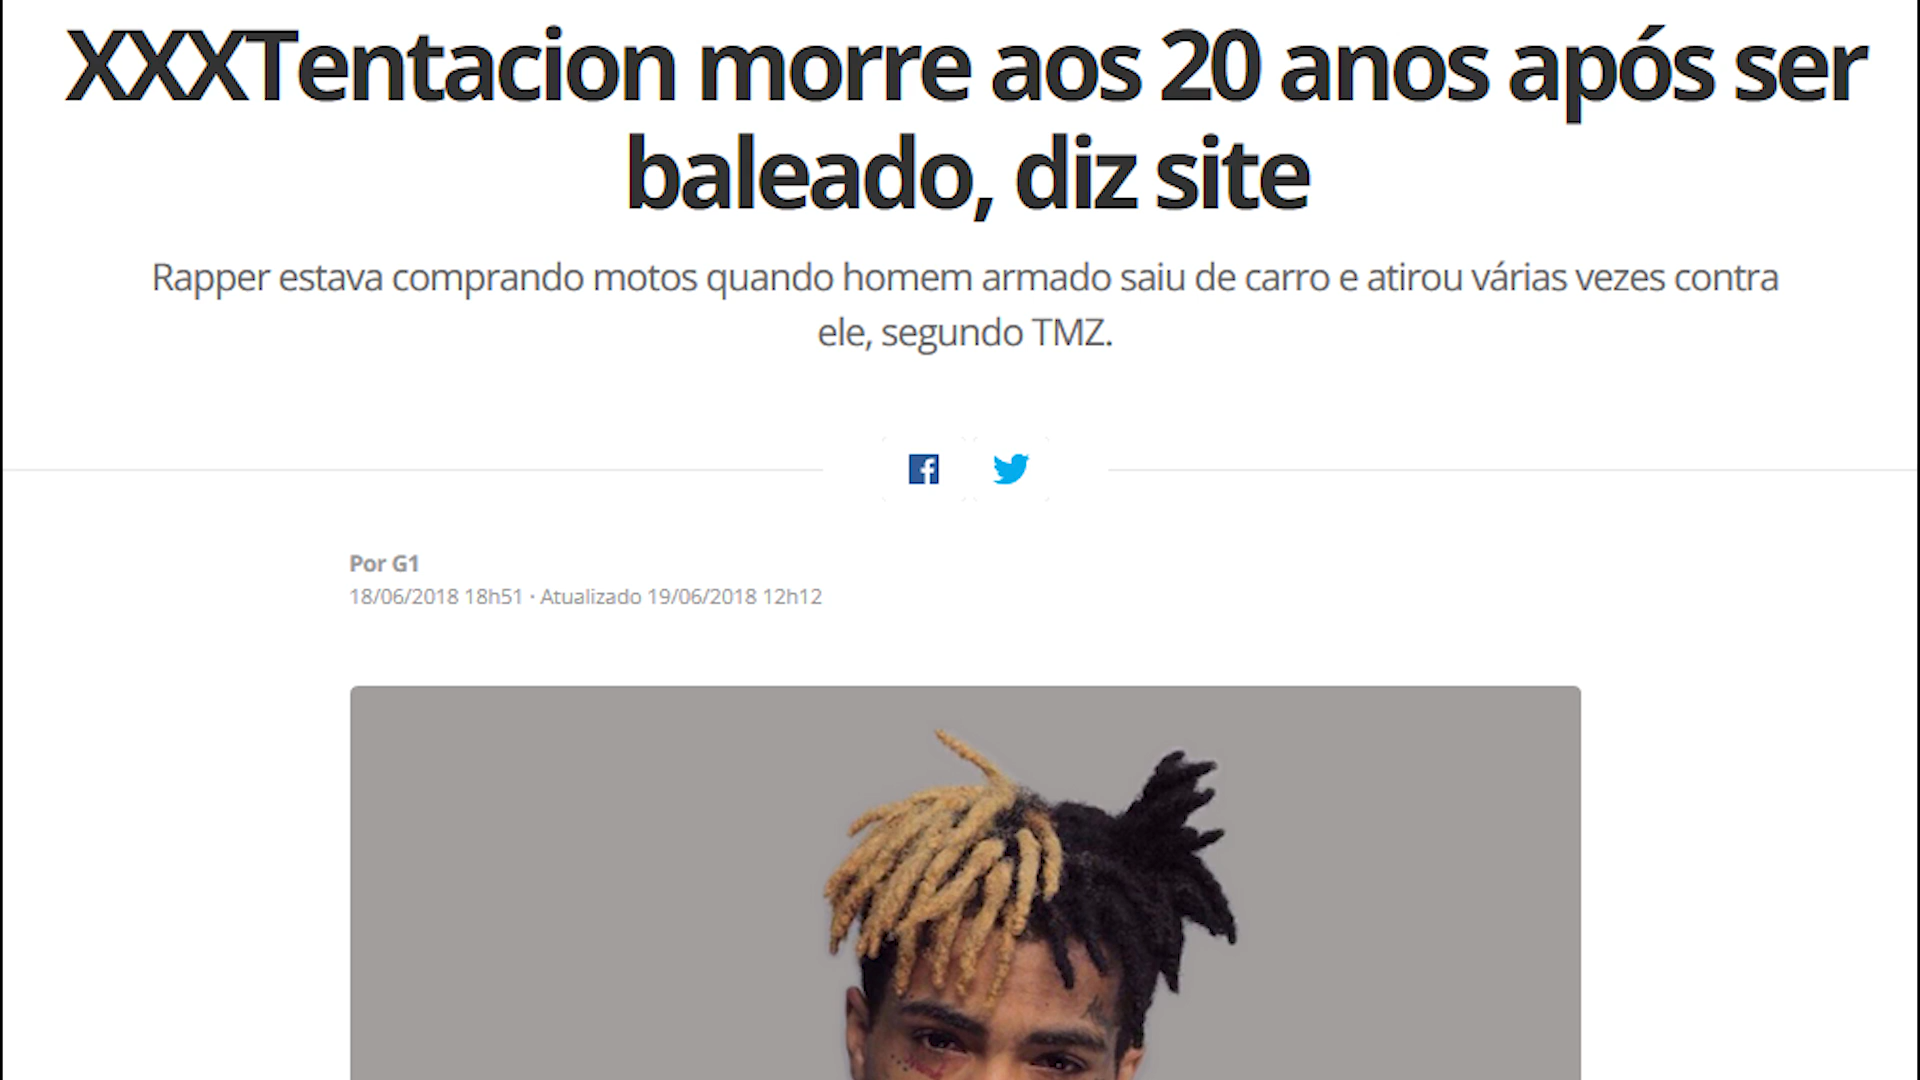 XXXTentacion morre aos 20 anos após ser
baleado, diz site
Rapper estava comprando motos quando homem armado saiu de carro e atirou várias vezes contra
ele, segundo TMZ.
Por G1
18/06/2018 18h51 · Atualizado 19/06/2018 12h12